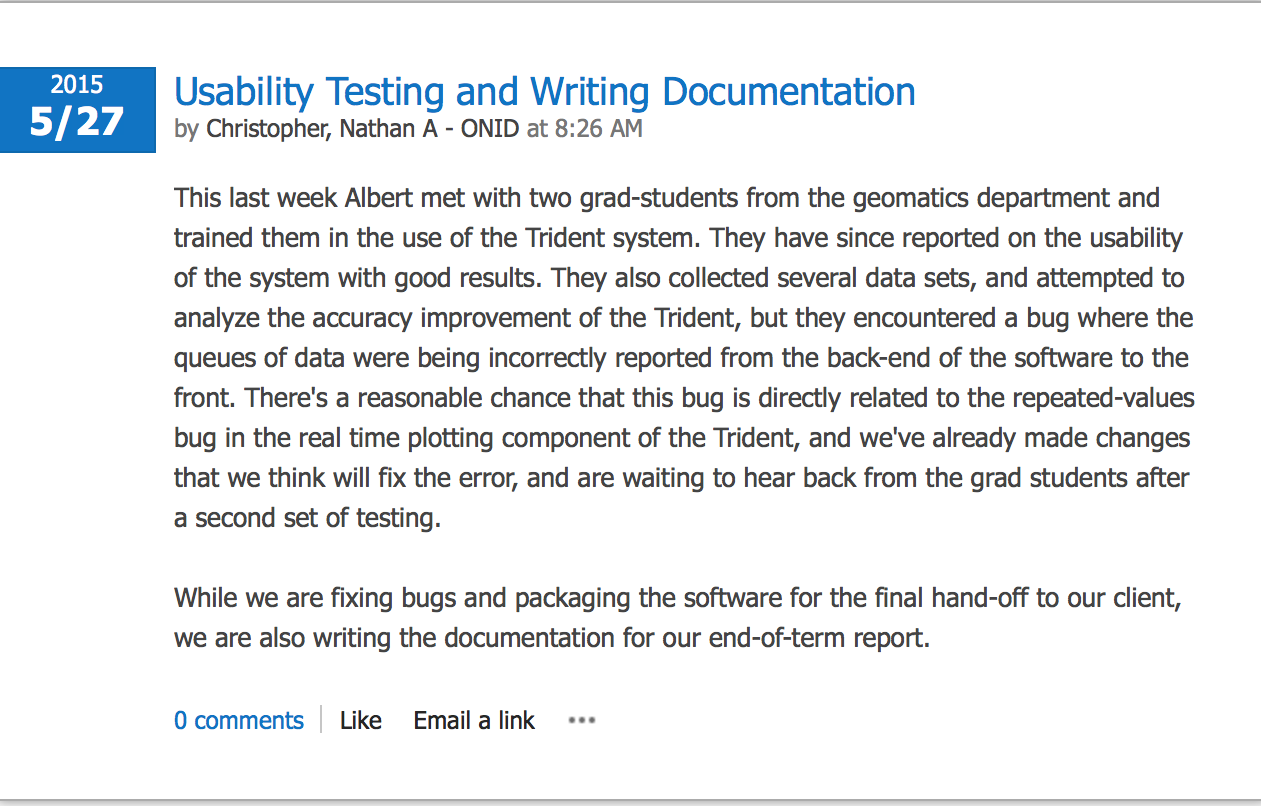 2015
5/27
Usability Testing and Writing Documentation
by Christopher, Nathan A - ONID at 8:26 AM
This last week Albert met with two grad-students from the geomatics department and
trained them in the use of the Trident system. They have since reported on the usability
of the system with good results. They also collected several data sets, and attempted to
analyze the accuracy improvement of the Trident, but they encountered a bug where the
queues of data were being incorrectly reported from the back-end of the software to the
front. There's a reasonable chance that this bug is directly related to the repeated-values
bug in the real time plotting component of the Trident, and we've already made changes
that we think will fix the error, and are waiting to hear back from the grad students after
a second set of testing.
While we are fixing bugs and packaging the software for the final hand-off to our client,
we are also writing the documentation for our end-of-term report.
0 comments Like Email a link •••